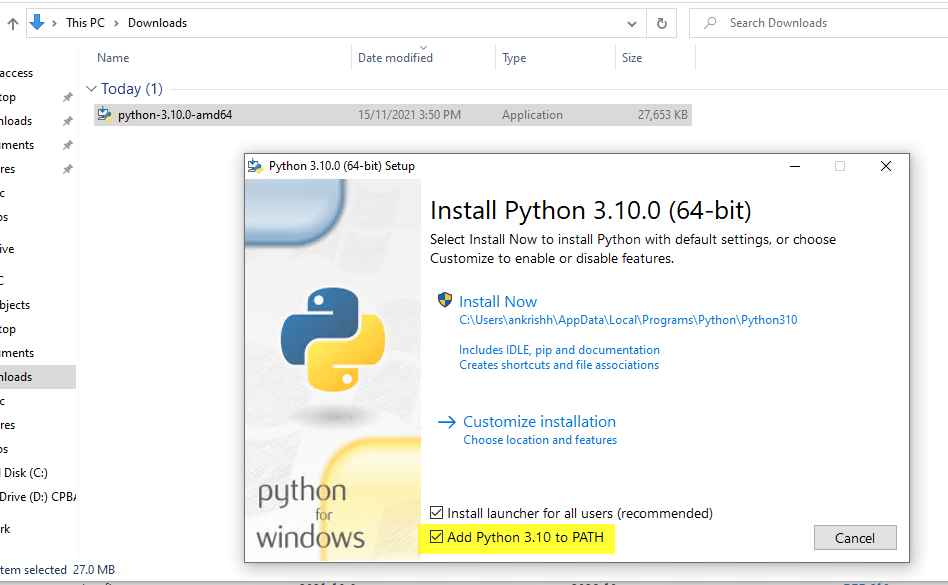 This PC > Downloads
Search Downloads
Name Date modified Type Size
access
Today (1)
top
python-3.10.0-amd64 15/11/2021 3:50 PM Application 27,653 KB
nloads
ments
res
Python 3.10.0 (64-bit) Setup
Install Python 3.10.0 (64-bit)
Select Install Now to install Python with default settings, or choose
Customize to enable or disable features.
Install Now
C:\Users\ankrishh\AppData\Local\Programs\Python\Python310
Includes IDLE, pip and documentation
Creates shortcuts and file associations
Customize installation
Choose location and features
Install launcher for all users (recommended)
Add Python 3.10 to PATH
Cancel
python
for
windows
ive
bjects
top
ments
nloads
res
Disk (C:)
Drive (D:) CPBA
rk
tem selected 27.0 MB